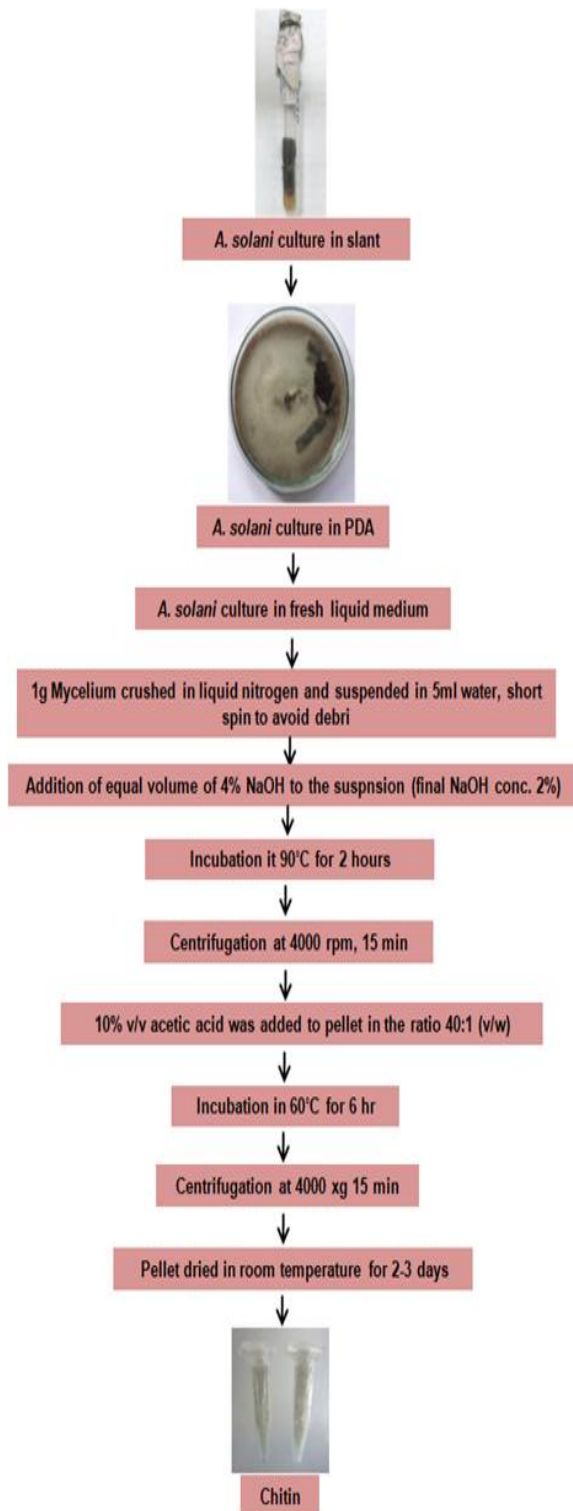 A. solani culture in slant
A. solani culture in PDA
A. solani culture in fresh liquid medium
1g Mycelium crushed in liquid nitrogen and suspended in 5ml water, short
spin to avoid debri
Addition of equal volume of 4% NaOH to the suspnsion (final NaOH conc. 2%)
Incubation it 90°C for 2 hours
Centrifugation at 4000 rpm, 15 min
10% v/v acetic acid was added to pellet in the ratio 40:1 (v/w)
Incubation in 60°C for 6 hr
Centrifugation at 4000 xg 15 min
Pellet dried in room temperature for 2-3 days
Chitin